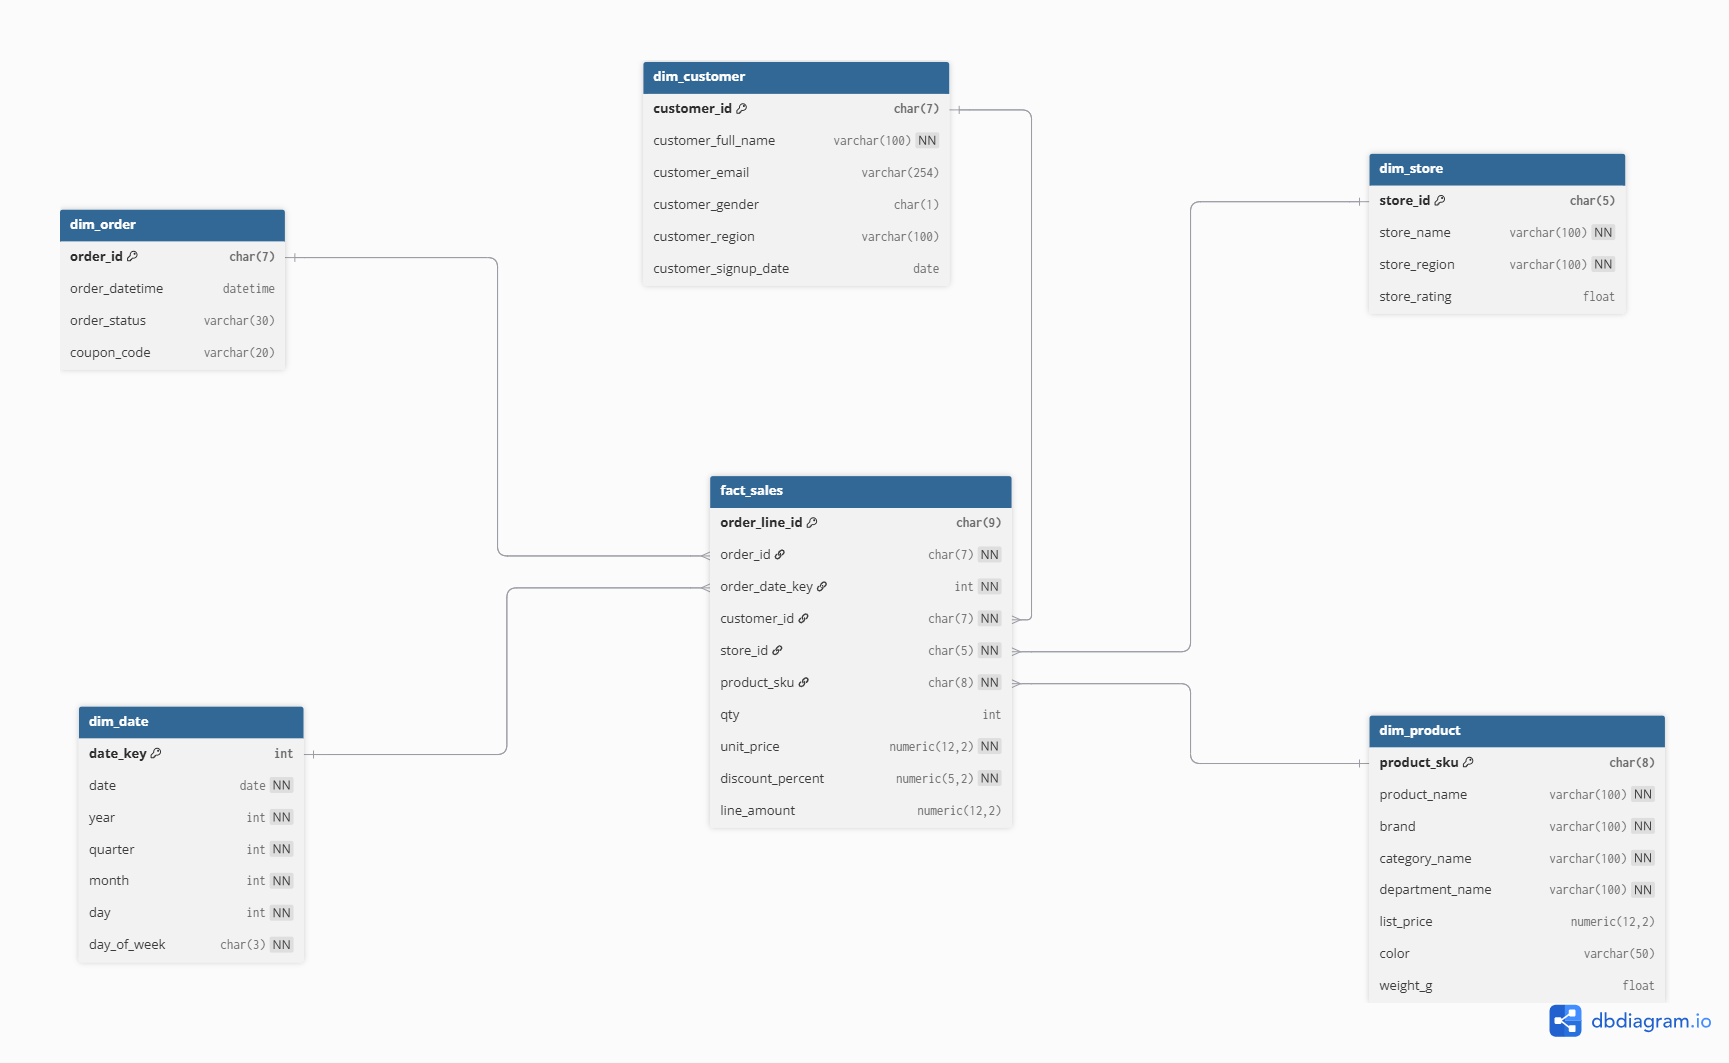 dim_customer
customer_id char(7)
customer_full_name varchar(100) NN
customer_email varchar(254)
customer_gender char(1)
customer_region varchar(100)
customer_signup_date date
dim_store
store_id char(5)
store_name varchar(100) NN
store_region varchar(100) NN
store_rating float
dim_order
order_id char(7)
order_datetime datetime
order_status varchar(30)
coupon_code varchar(20)
fact_sales
order_line_id char(9)
order_id char(7) NN
order_date_key int NN
customer_id char(7) NN
store_id char(5) NN
product_sku char(8) NN
qty int
unit_price numeric(12,2) NN
discount_percent numeric(5,2) NN
line_amount numeric(12,2)
dim_date
date_key int
date date NN
year int NN
quarter int NN
month int NN
day int NN
day_of_week char(3) NN
dim_product
product_sku char(8)
product_name varchar(100) NN
brand varchar(100) NN
category_name varchar(100) NN
department_name varchar(100) NN
list_price numeric(12,2)
color varchar(50)
weight_g float
dbdiagram.io